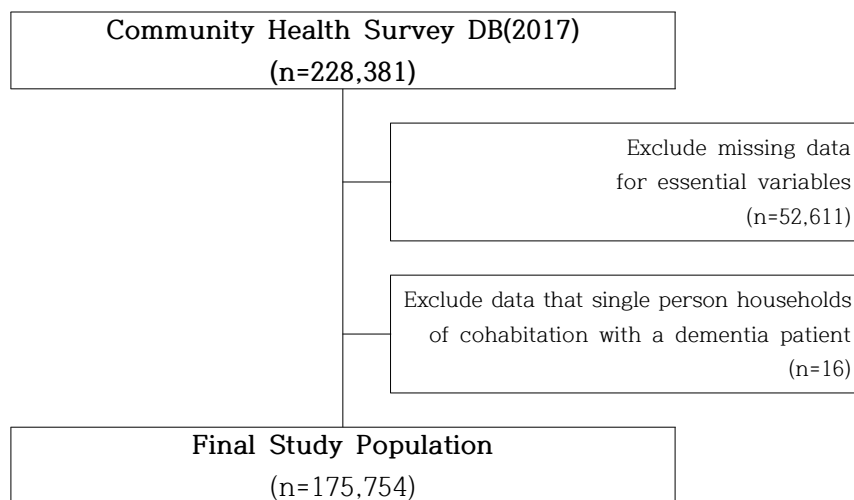 Community Health Survey DB(2017)
(n=228,381)
Exclude missing data
for essential variables
(n=52,611)
Exclude data that single person households
of cohabitation with a dementia patient
(n=16)
Final Study Population
(n=175,754)